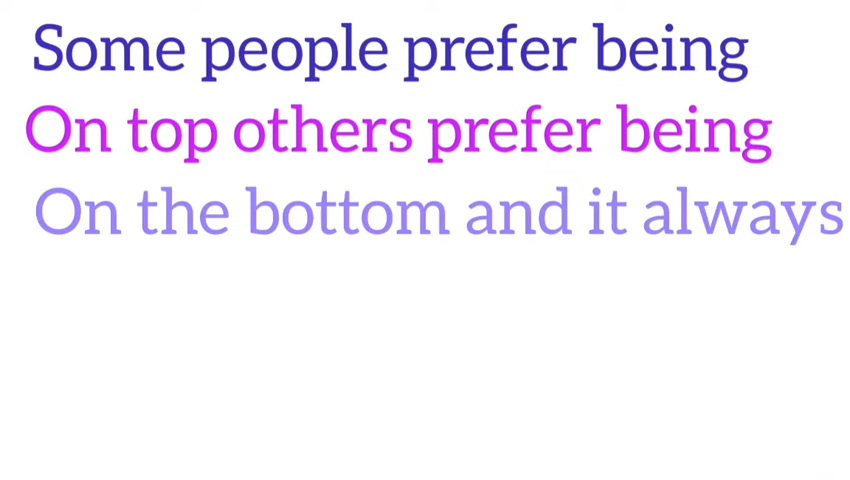 Some people prefer being
On top others prefer being
On the bottom and it always